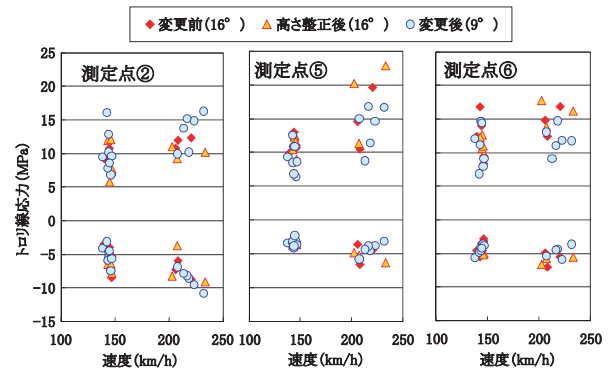 変更前(16°) 高さ整正後(16°) 変更後(9°)
測定点② 測定点⑤ 測定点⑥
トロリ線応力(MPa)
25
20
15
10
5
0
−5
−10
−15
100 150 200 250 100 150 200 250 100 150 200 250
速度(km/h) 速度(km/h) 速度(km/h)